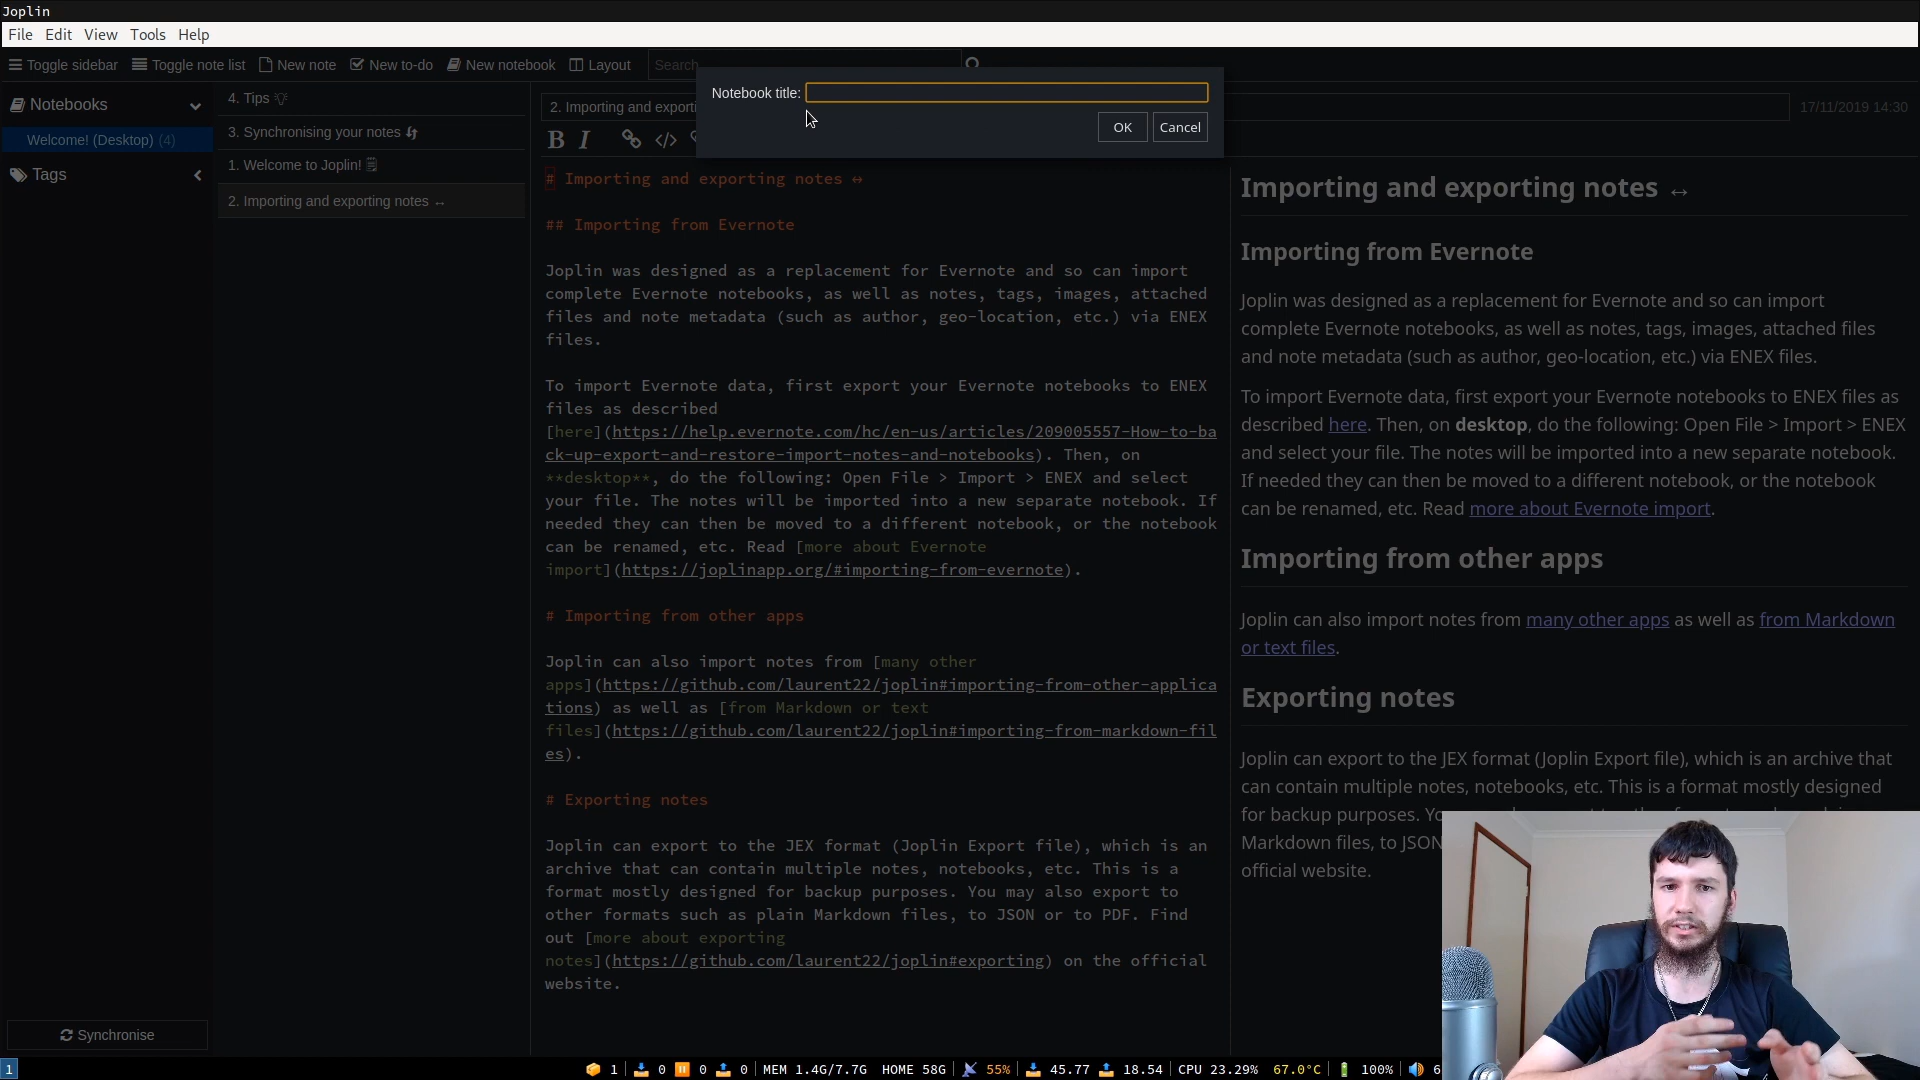 Joplin
File Edit View Tools Help
Toggle sidebar Toggle note list New note New to-do New notebook Layout Search
Notebook title:
OK Cancel
Notebooks
Welcome! (Desktop) (4)
Tags
4. Tips
3. Synchronising your notes
1. Welcome to Joplin!
2. Importing and exporting notes ↔
2. Importing and exporti
17/11/2019 14:30
B I </>
# Importing and exporting notes ↔
## Importing from Evernote
Joplin was designed as a replacement for Evernote and so can import
complete Evernote notebooks, as well as notes, tags, images, attached
files and note metadata (such as author, geo-location, etc.) via ENEX
files.
To import Evernote data, first export your Evernote notebooks to ENEX
files as described
[here](https://help.evernote.com/hc/en-us/articles/209005557-How-to-ba
ck-up-export-and-restore-import-notes-and-notebooks). Then, on
**desktop**, do the following: Open File > Import > ENEX and select
your file. The notes will be imported into a new separate notebook. If
needed they can then be moved to a different notebook, or the notebook
can be renamed, etc. Read [more about Evernote
import](https://joplinapp.org/#importing-from-evernote).
# Importing from other apps
Joplin can also import notes from [many other
apps](https://github.com/laurent22/joplin#importing-from-other-applica
tions) as well as [from Markdown or text
files](https://github.com/laurent22/joplin#importing-from-markdown-fil
es).
# Exporting notes
Joplin can export to the JEX format (Joplin Export file), which is an
archive that can contain multiple notes, notebooks, etc. This is a
format mostly designed for backup purposes. You may also export to
other formats such as plain Markdown files, to JSON or to PDF. Find
out [more about exporting
notes](https://github.com/laurent22/joplin#exporting) on the official
website.
Importing and exporting notes ↔
Importing from Evernote
Joplin was designed as a replacement for Evernote and so can import
complete Evernote notebooks, as well as notes, tags, images, attached files
and note metadata (such as author, geo-location, etc.) via ENEX files.
To import Evernote data, first export your Evernote notebooks to ENEX files as
described here. Then, on desktop, do the following: Open File > Import > ENEX
and select your file. The notes will be imported into a new separate notebook.
If needed they can then be moved to a different notebook, or the notebook
can be renamed, etc. Read more about Evernote import.
Importing from other apps
Joplin can also import notes from many other apps as well as from Markdown
or text files.
Exporting notes
Joplin can export to the JEX format (Joplin Export file), which is an archive that
can contain multiple notes, notebooks, etc. This is a format mostly designed
for backup purposes. Yo
Markdown files, to JSON
official website.
Synchronise
1
1 0 0 0 MEM 1.4G/7.7G HOME 58G 55% 45.77 18.54 CPU 23.29% 67.0°C 100% 6